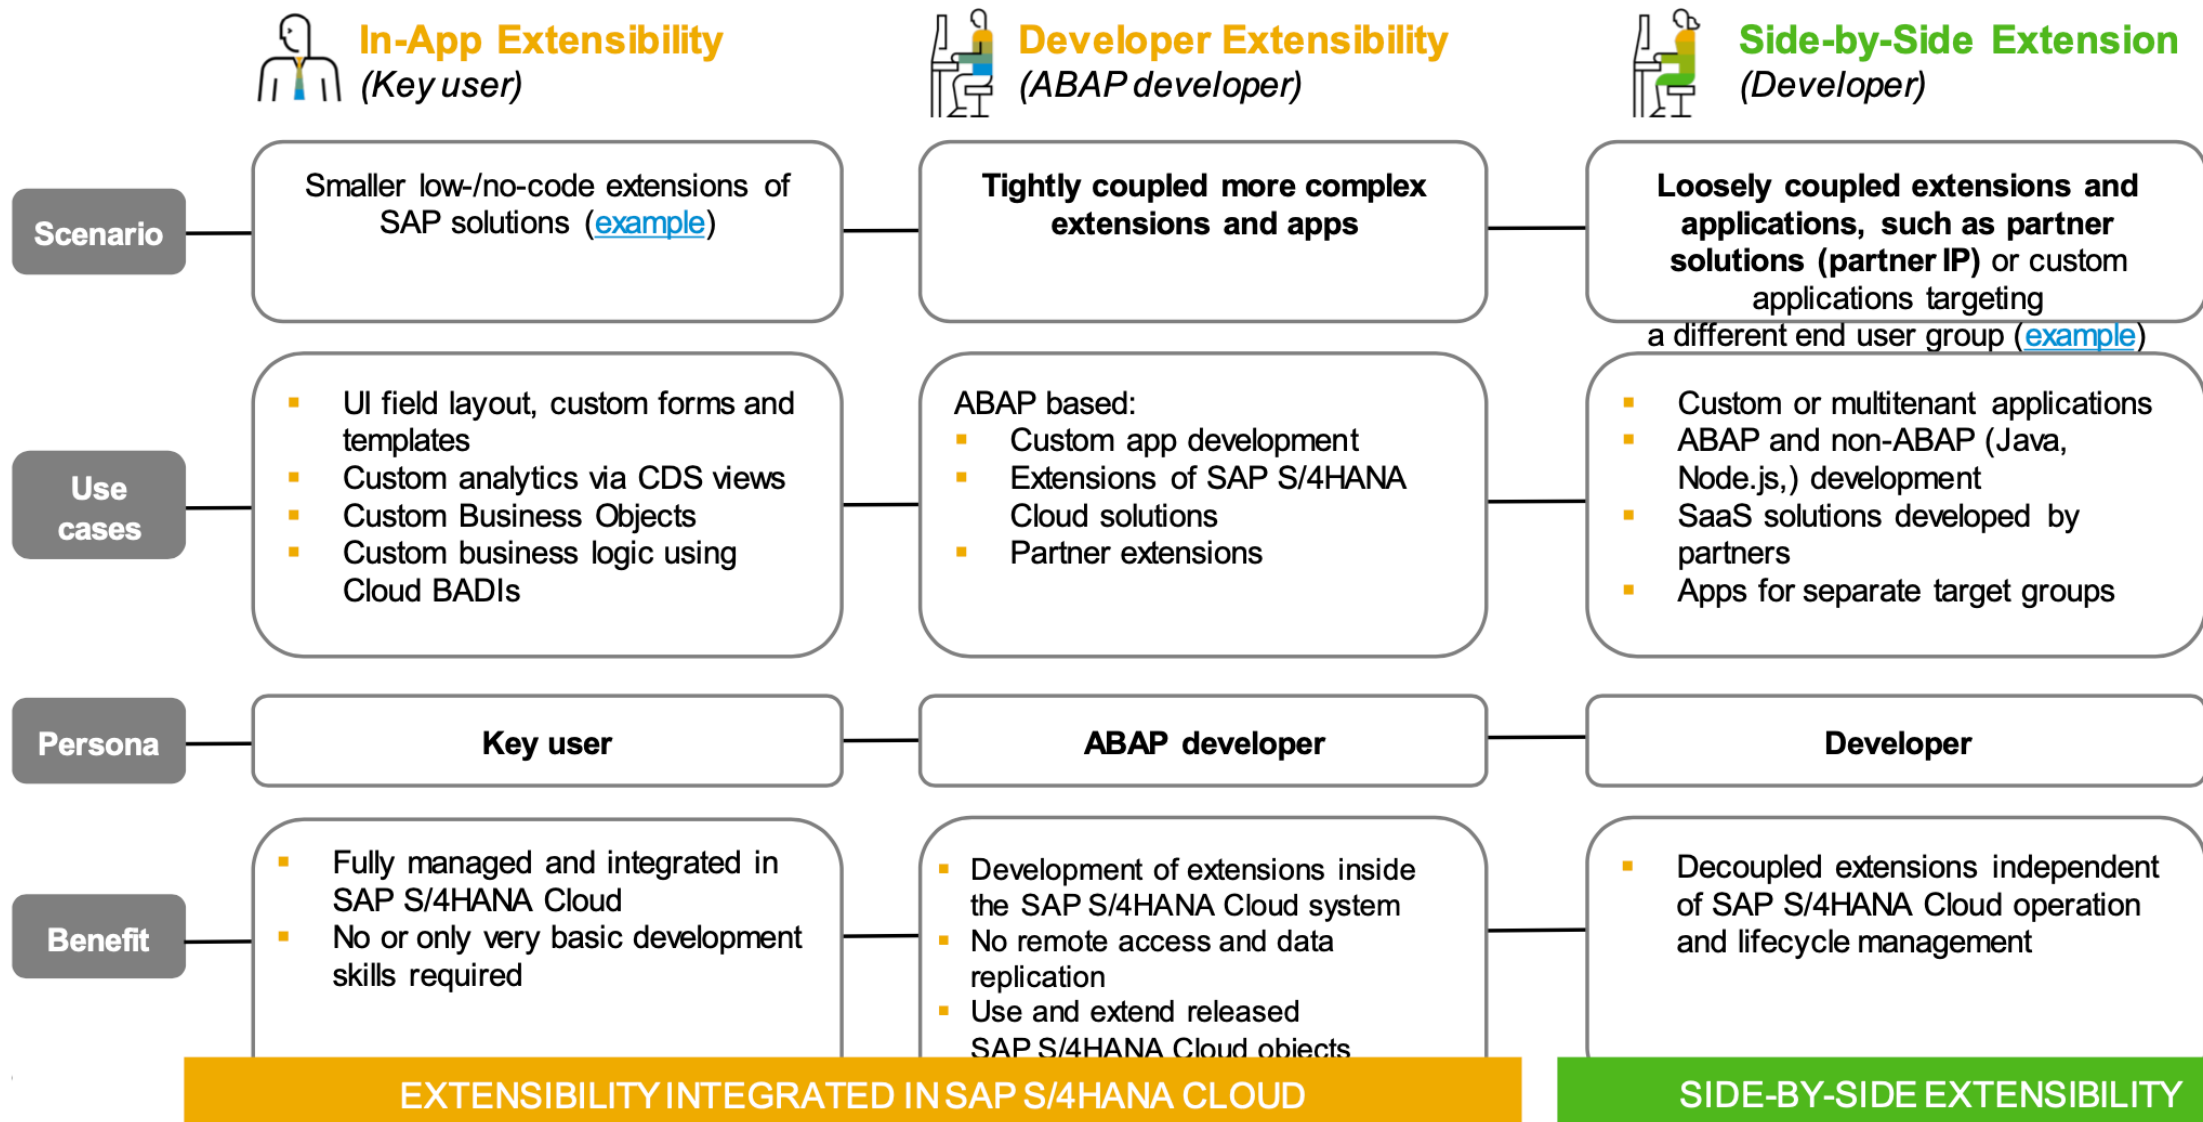 In-App Extensibility
(Key user)
Developer Extensibility
(ABAP developer)
Side-by-Side Extension
(Developer)
Scenario
Smaller low-/no-code extensions of
SAP solutions (example)
Tightly coupled more complex
extensions and apps
Loosely coupled extensions and
applications, such as partner
solutions (partner IP) or custom
applications targeting
a different end user group (example)
Use
cases
UI field layout, custom forms and
templates
Custom analytics via CDS views
Custom Business Objects
Custom business logic using
Cloud BADIs
ABAP based:
Custom app development
Extensions of SAP S/4HANA
Cloud solutions
Partner extensions
Custom or multitenant applications
ABAP and non-ABAP (Java,
Node.js,) development
SaaS solutions developed by
partners
Apps for separate target groups
Persona
Key user
ABAP developer
Developer
Benefit
Fully managed and integrated in
SAP S/4HANA Cloud
No or only very basic development
skills required
Development of extensions inside
the SAP S/4HANA Cloud system
No remote access and data
replication
Use and extend released
SAP S/4HANA Cloud objects
Decoupled extensions independent
of SAP S/4HANA Cloud operation
and lifecycle management
EXTENSIBILITY INTEGRATED IN SAP S/4HANA CLOUD
SIDE-BY-SIDE EXTENSIBILITY